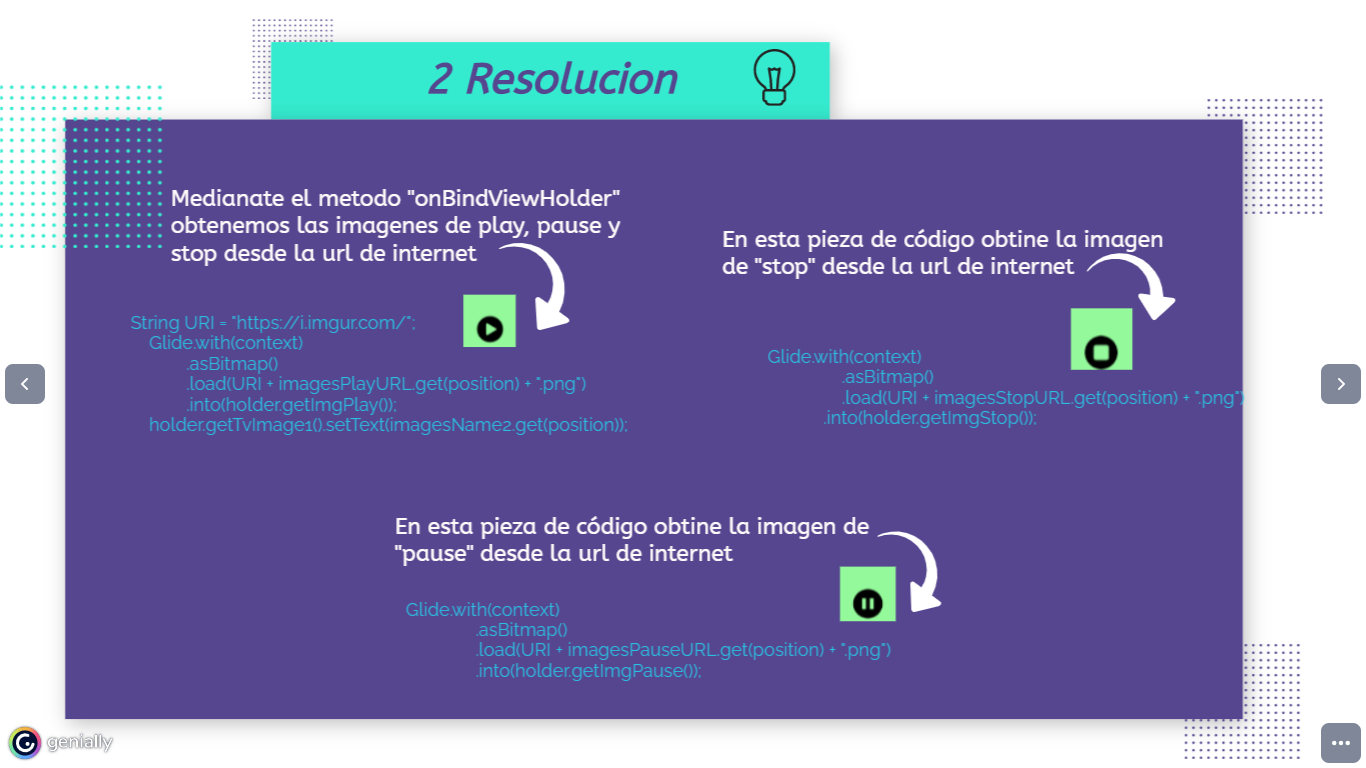 2 Resolucion
Medianate el metodo "onBindViewHolder"
obtenemos las imagenes de play, pause y
stop desde la url de internet
String URI = "https://i.imgur.com/";
Glide.with(context)
.asBitmap()
.load(URI + imagesPlayURL.get(position) + ".png")
.into(holder.getImgPlay());
holder.getTvImage1().setText(imagesName2.get(position));
En esta pieza de código obtine la imagen
de "stop" desde la url de internet
Glide.with(context)
.asBitmap()
.load(URI + imagesStopURL.get(position) + ".png")
.into(holder.getImgStop());
En esta pieza de código obtine la imagen de
"pause" desde la url de internet
Glide.with(context)
.asBitmap()
.load(URI + imagesPauseURL.get(position) + ".png")
.into(holder.getImgPause());
genially